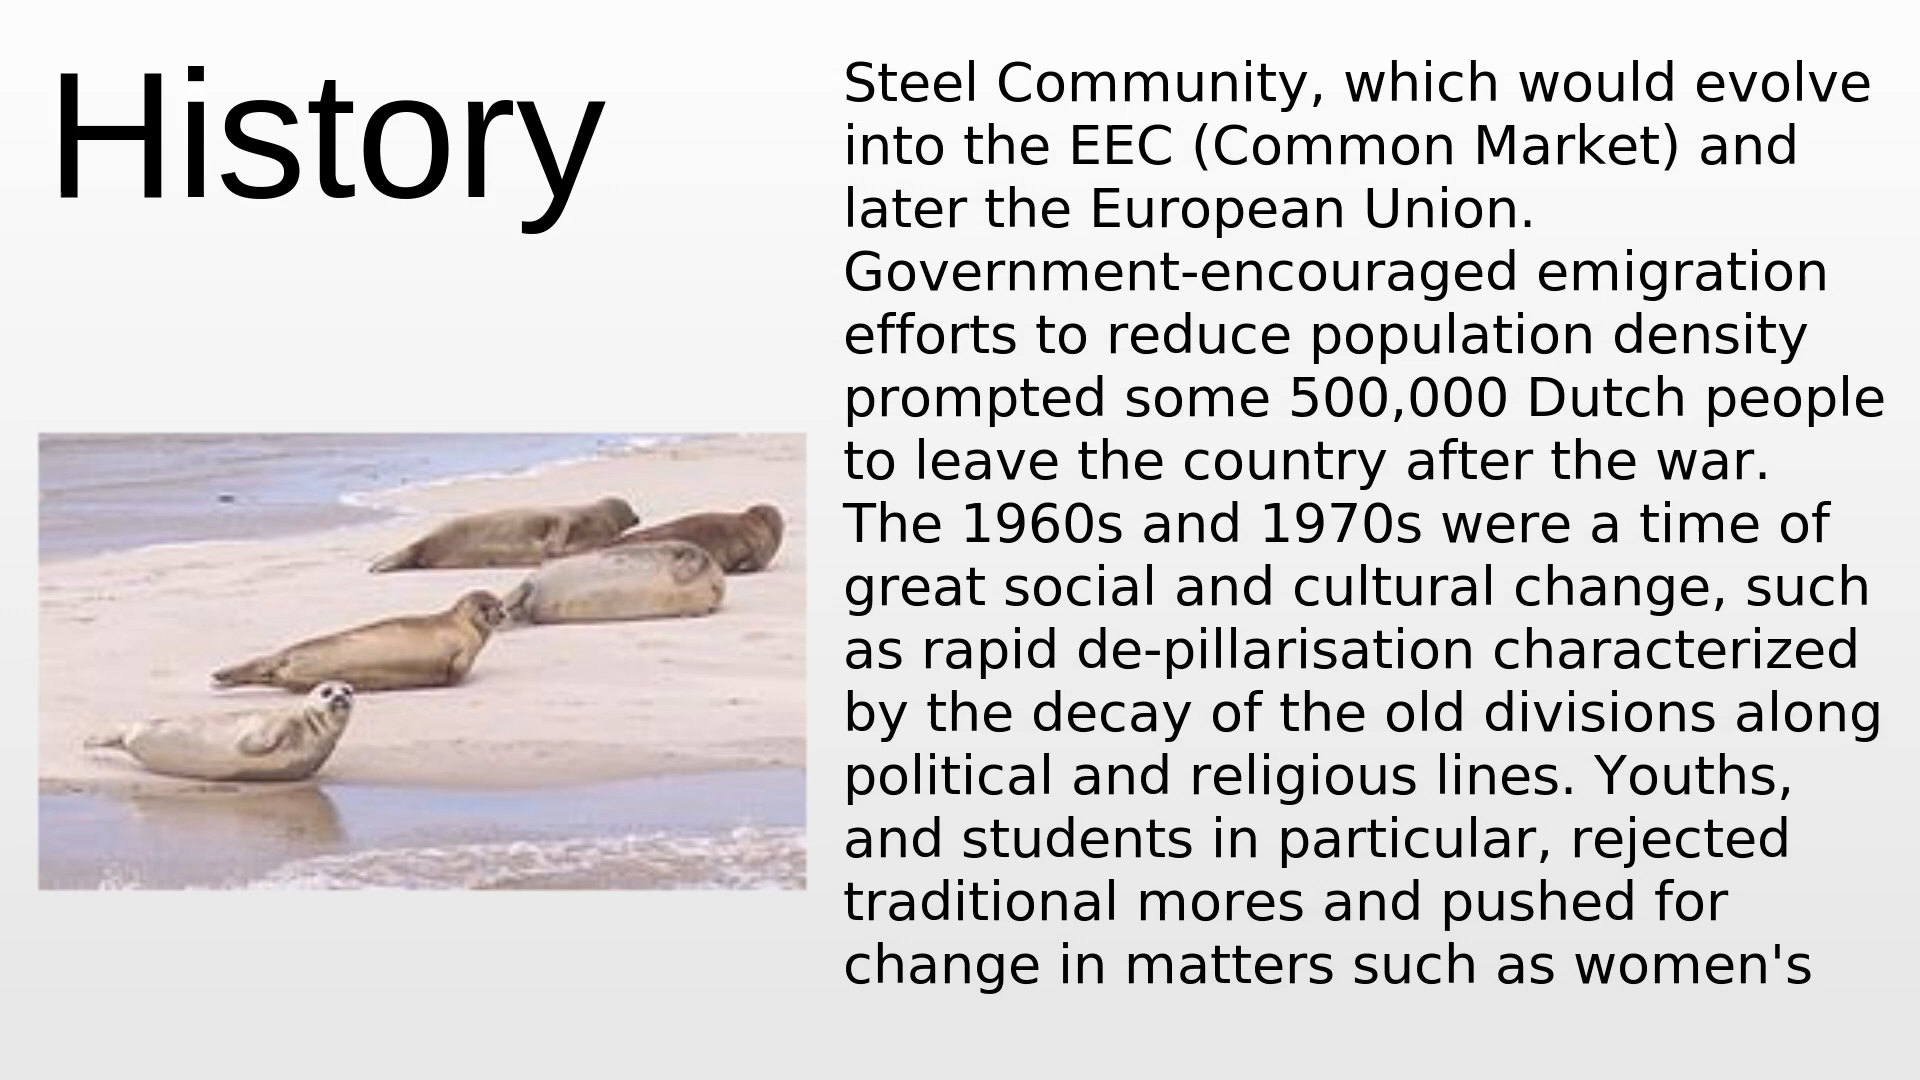 History
Steel Community, which would evolve
into the EEC (Common Market) and
later the European Union.
Government-encouraged emigration
efforts to reduce population density
prompted some 500,000 Dutch people
to leave the country after the war.
The 1960s and 1970s were a time of
great social and cultural change, such
as rapid de-pillarisation characterized
by the decay of the old divisions along
political and religious lines. Youths,
and students in particular, rejected
traditional mores and pushed for
change in matters such as women's